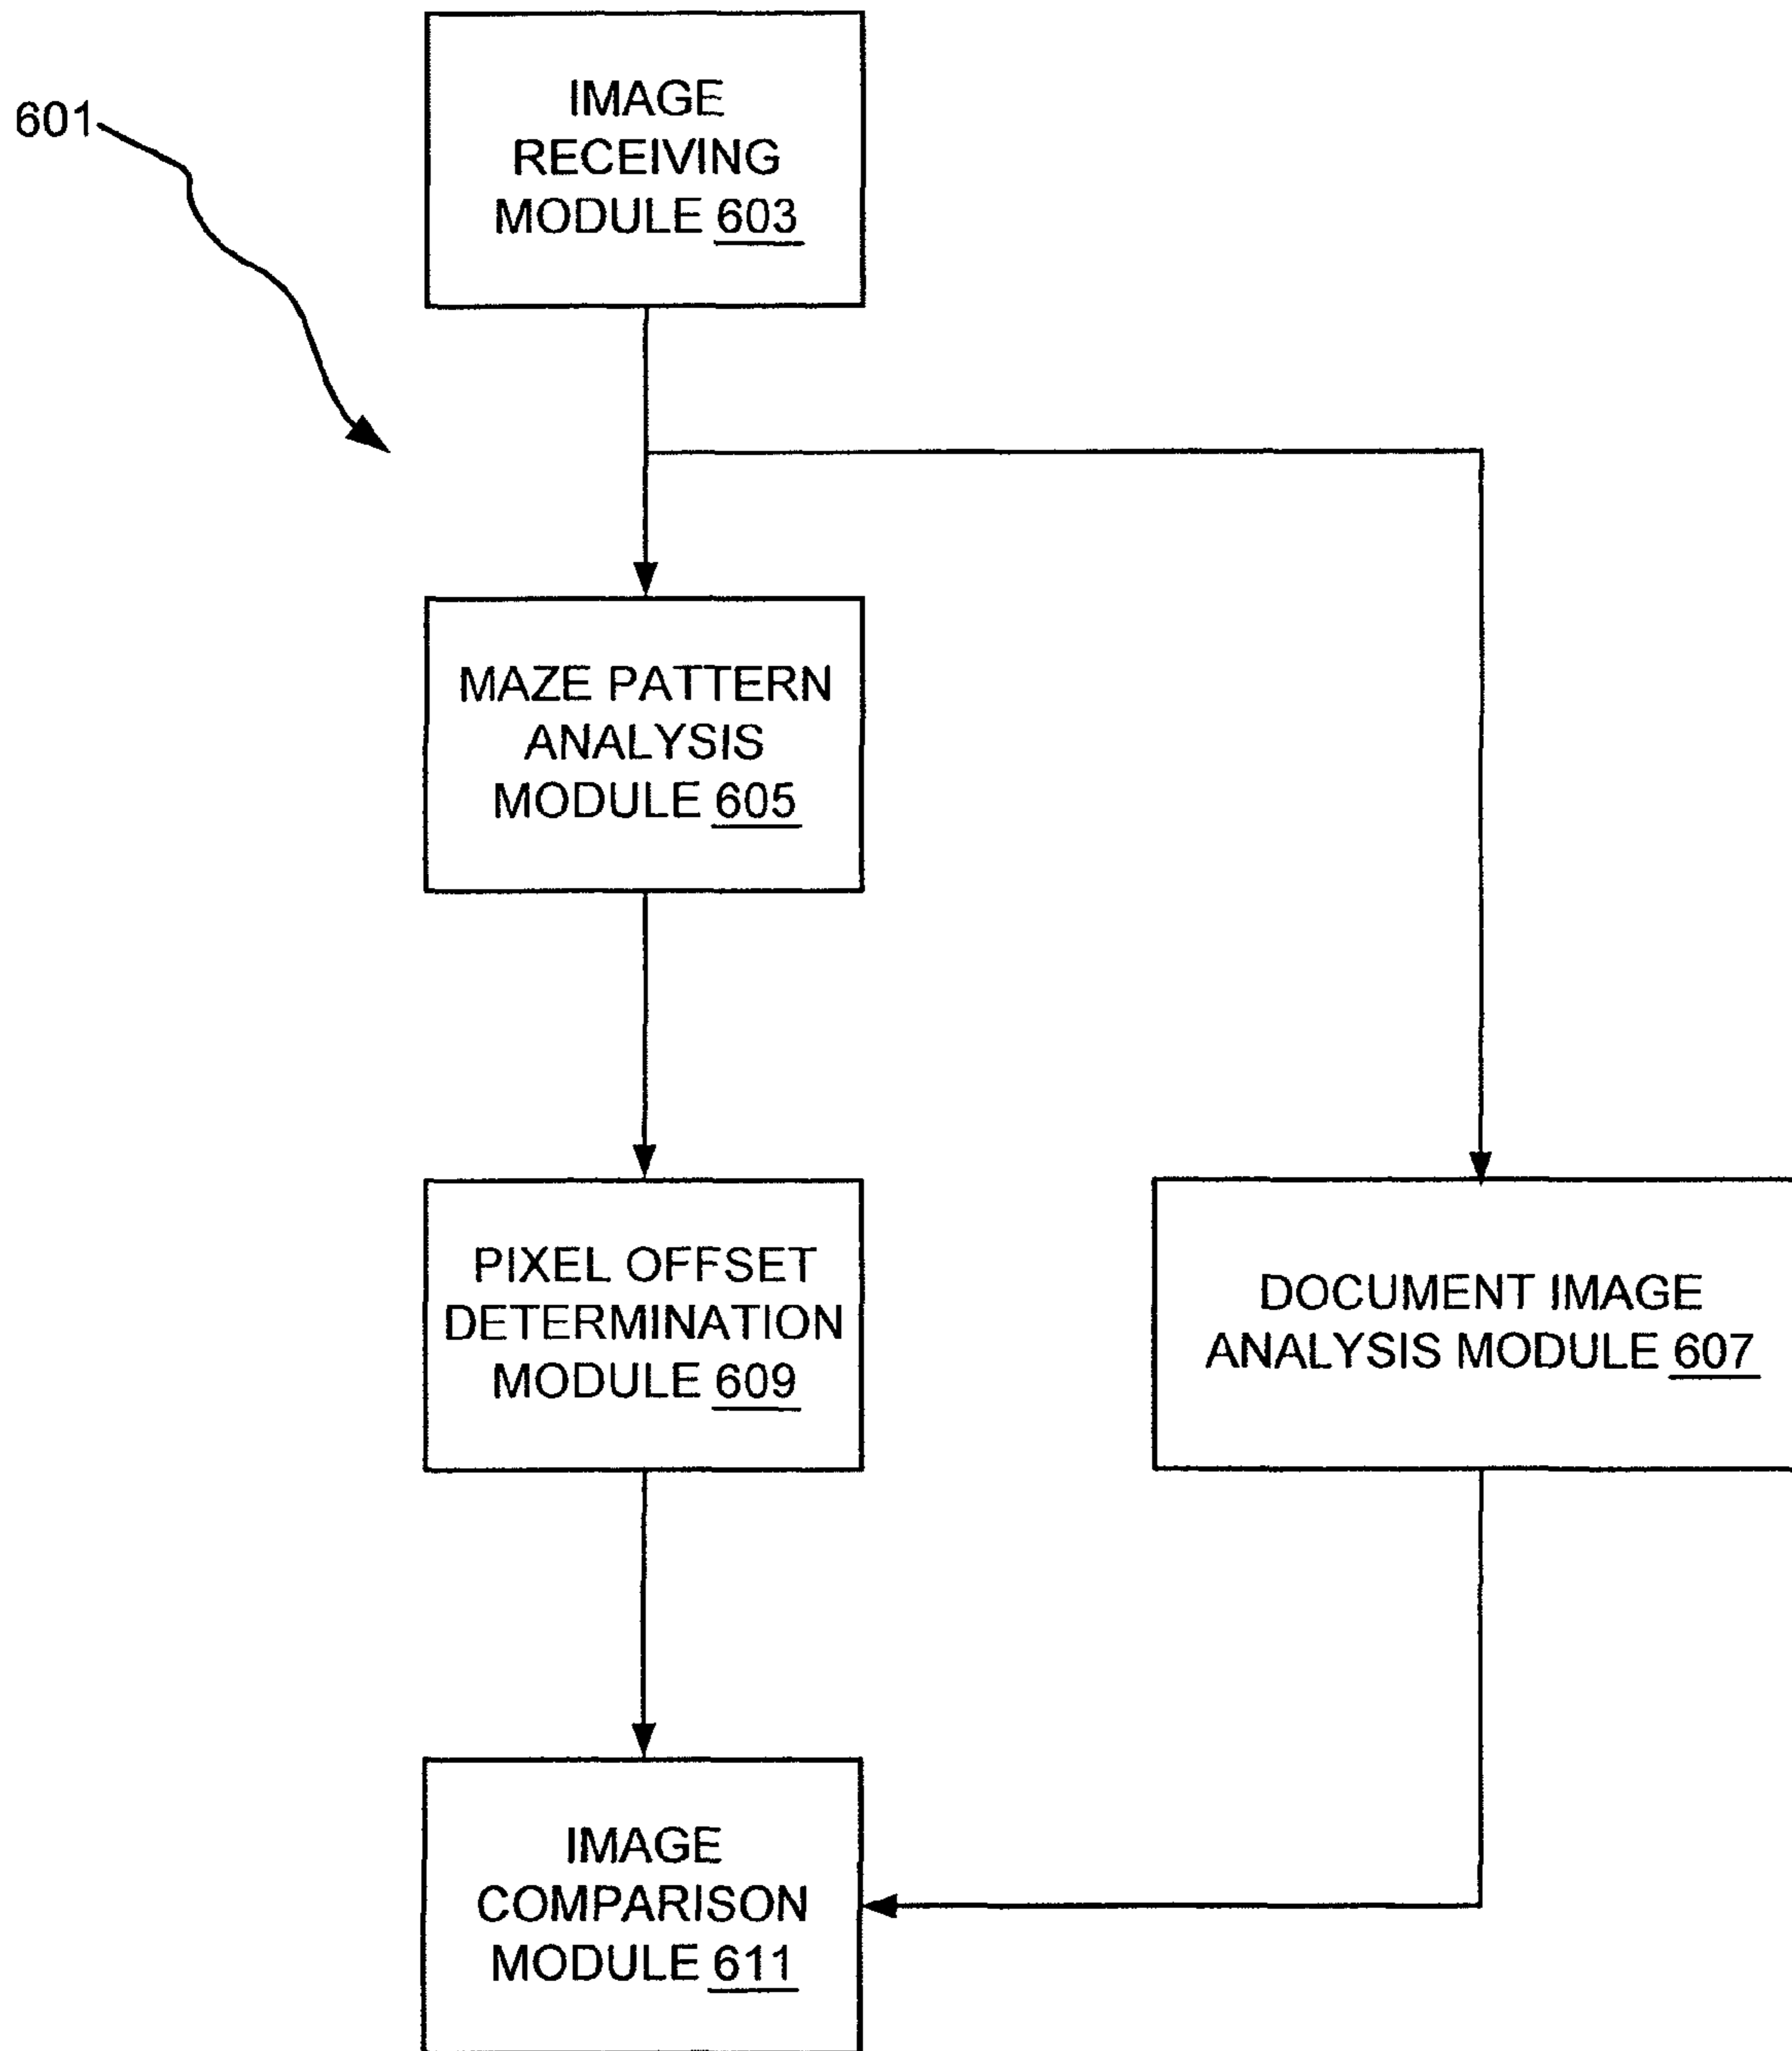 601
IMAGE
RECEIVING
MODULE 603
MAZE PATTERN
ANALYSIS
MODULE 605
PIXEL OFFSET
DETERMINATION
MODULE 609
DOCUMENT IMAGE
ANALYSIS MODULE 607
IMAGE
COMPARISON
MODULE 611